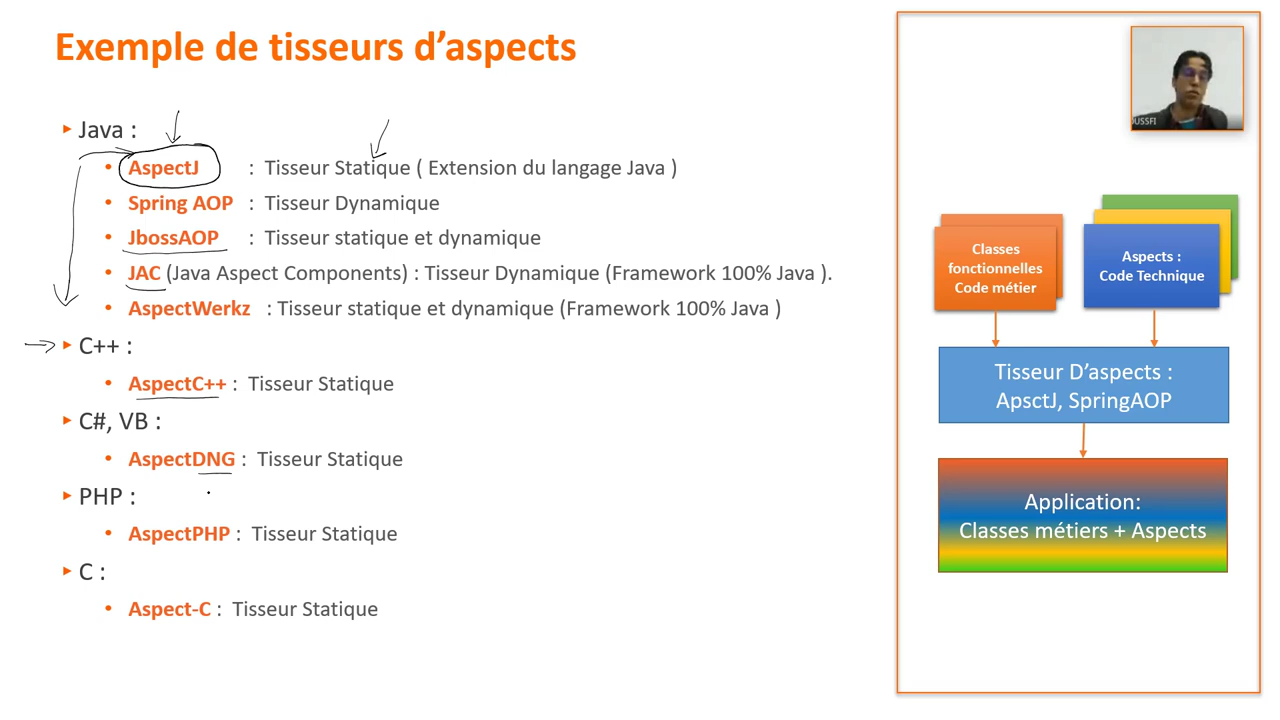 Exemple de tisseurs d’aspects
Java :
AspectJ : Tisseur Statique ( Extension du langage Java )
Spring AOP : Tisseur Dynamique
JbossAOP : Tisseur statique et dynamique
JAC (Java Aspect Components) : Tisseur Dynamique (Framework 100% Java ).
AspectWerkz : Tisseur statique et dynamique (Framework 100% Java )
C++ :
AspectC++ : Tisseur Statique
C#, VB :
AspectDNG : Tisseur Statique
PHP :
AspectPHP : Tisseur Statique
C :
Aspect-C : Tisseur Statique
OUSSFI
Classes
fonctionnelles
Code métier
Aspects :
Code Technique
Tisseur D’aspects :
ApsctJ, SpringAOP
Application:
Classes métiers + Aspects